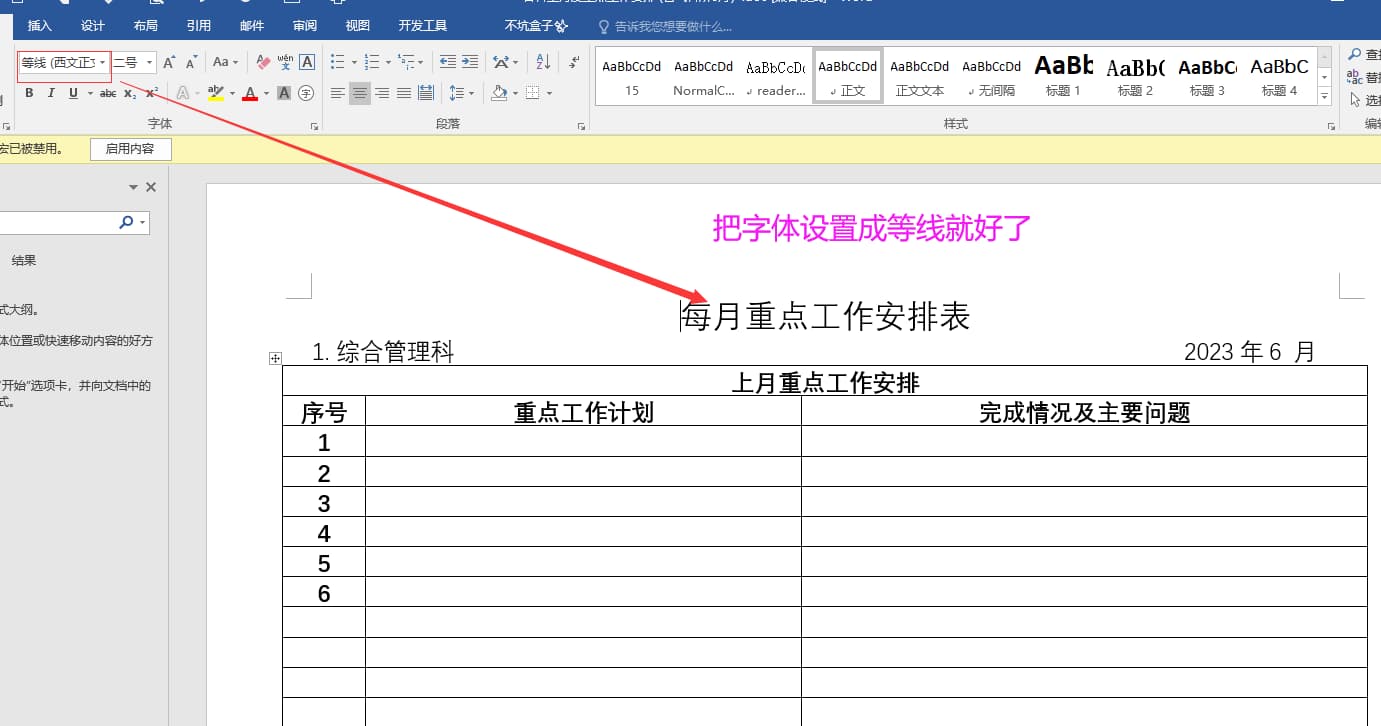 插入 设计 布局 引用 邮件 审阅 视图 开发工具 不坑盒子 告诉我您想要做什么...
等线 (西文正文 二号 A A Aa wén 文 A
B I U abc X₂ X² A ab A A 字
字体 段落 样式
AaBbCcDd AaBbCcDd AaBbCcDc AaBbCcDd AaBbCcDd AaBbCcDd AaBb AaBb( AaBbC AaBbC
15 NormalC... reader... 正文 正文文本 无间隔 标题 1 标题 2 标题 3 标题 4
宏已被禁用。 启用内容
把字体设置成等线就好了
结果
式大纲。
体位置或快速移动内容的好方
"开始"选项卡，并向文档中的
式。
每月重点工作安排表
1. 综合管理科 2023 年 6 月
上月重点工作安排
序号 重点工作计划 完成情况及主要问题
1
2
3
4
5
6